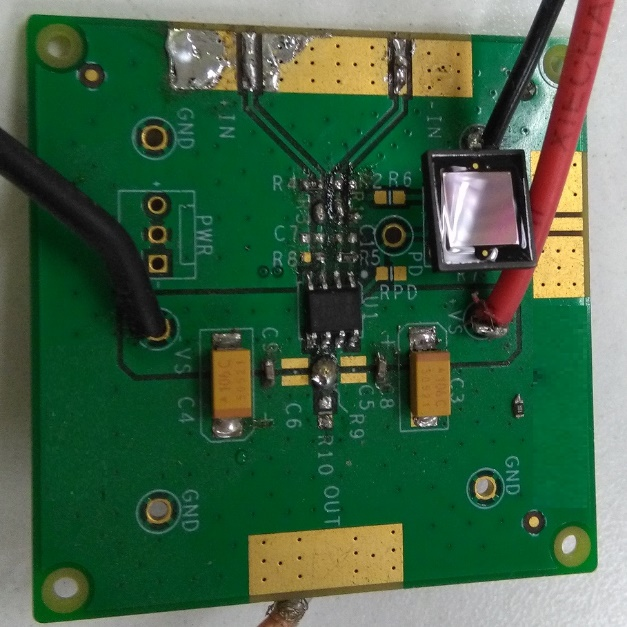 IN
- IN
GND
R4
R6
PWR
C7
R8
R5
PD
RPD
U1
VS
VS
+
C4
C6
C5
R9
C3
R10
OUT
GND
GND